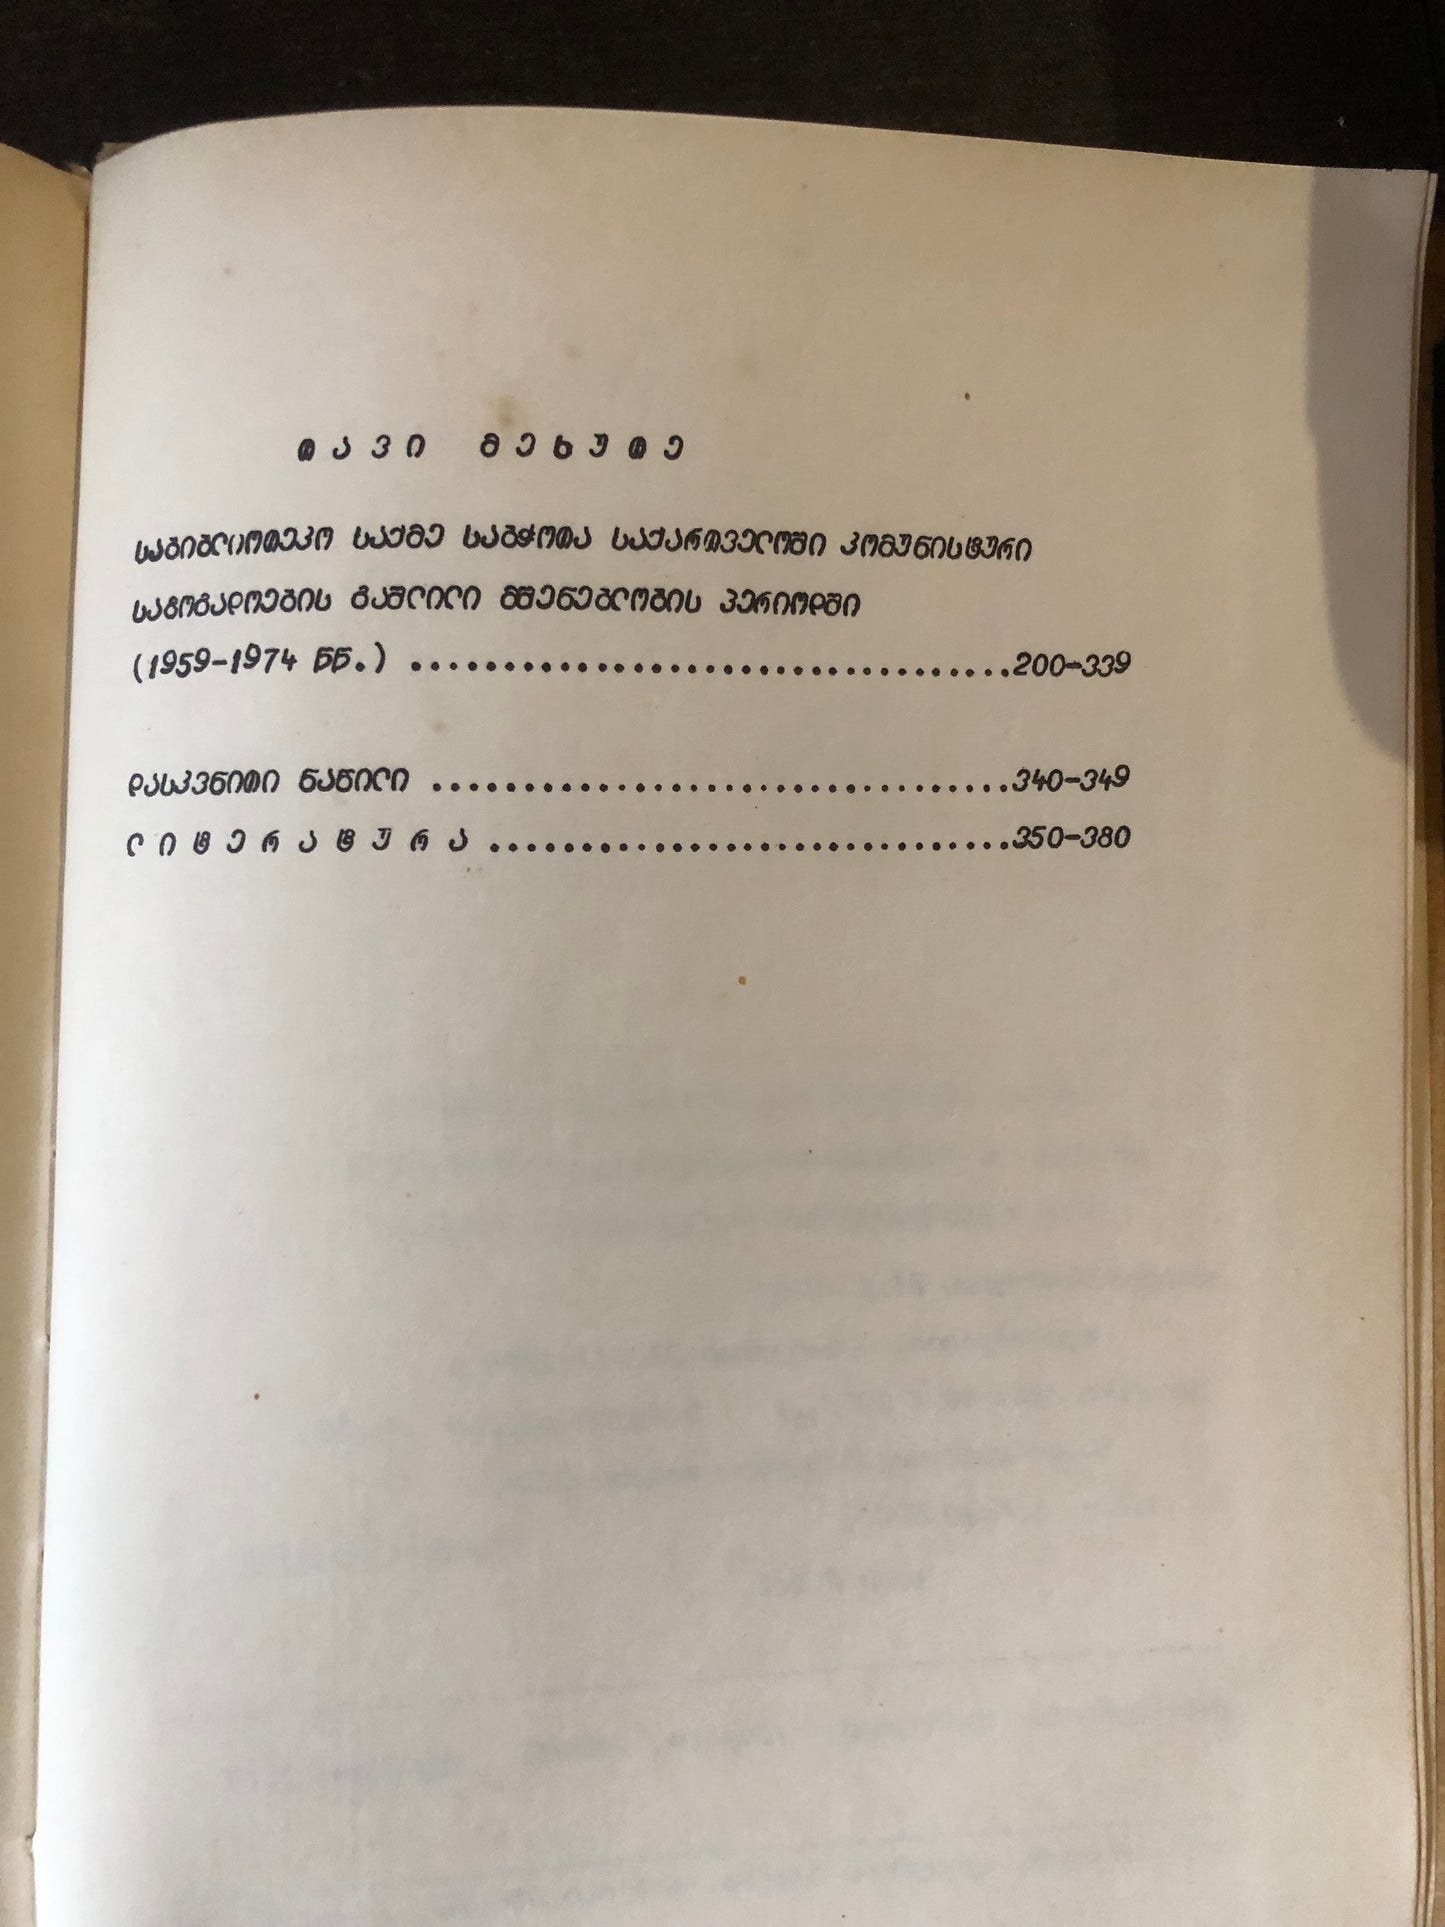 თავი მეხუთე
საბიბლიოთეკო საქმე საბჭოთა საქართველოში კომუნისტური
საზოგადოების გაშლილი მშენებლობის პერიოდში
(1959-1974 წწ.) ..................................200-339
დასკვნითი ნაწილი ..................................340-349
ლიტერატურა ..............................350-380